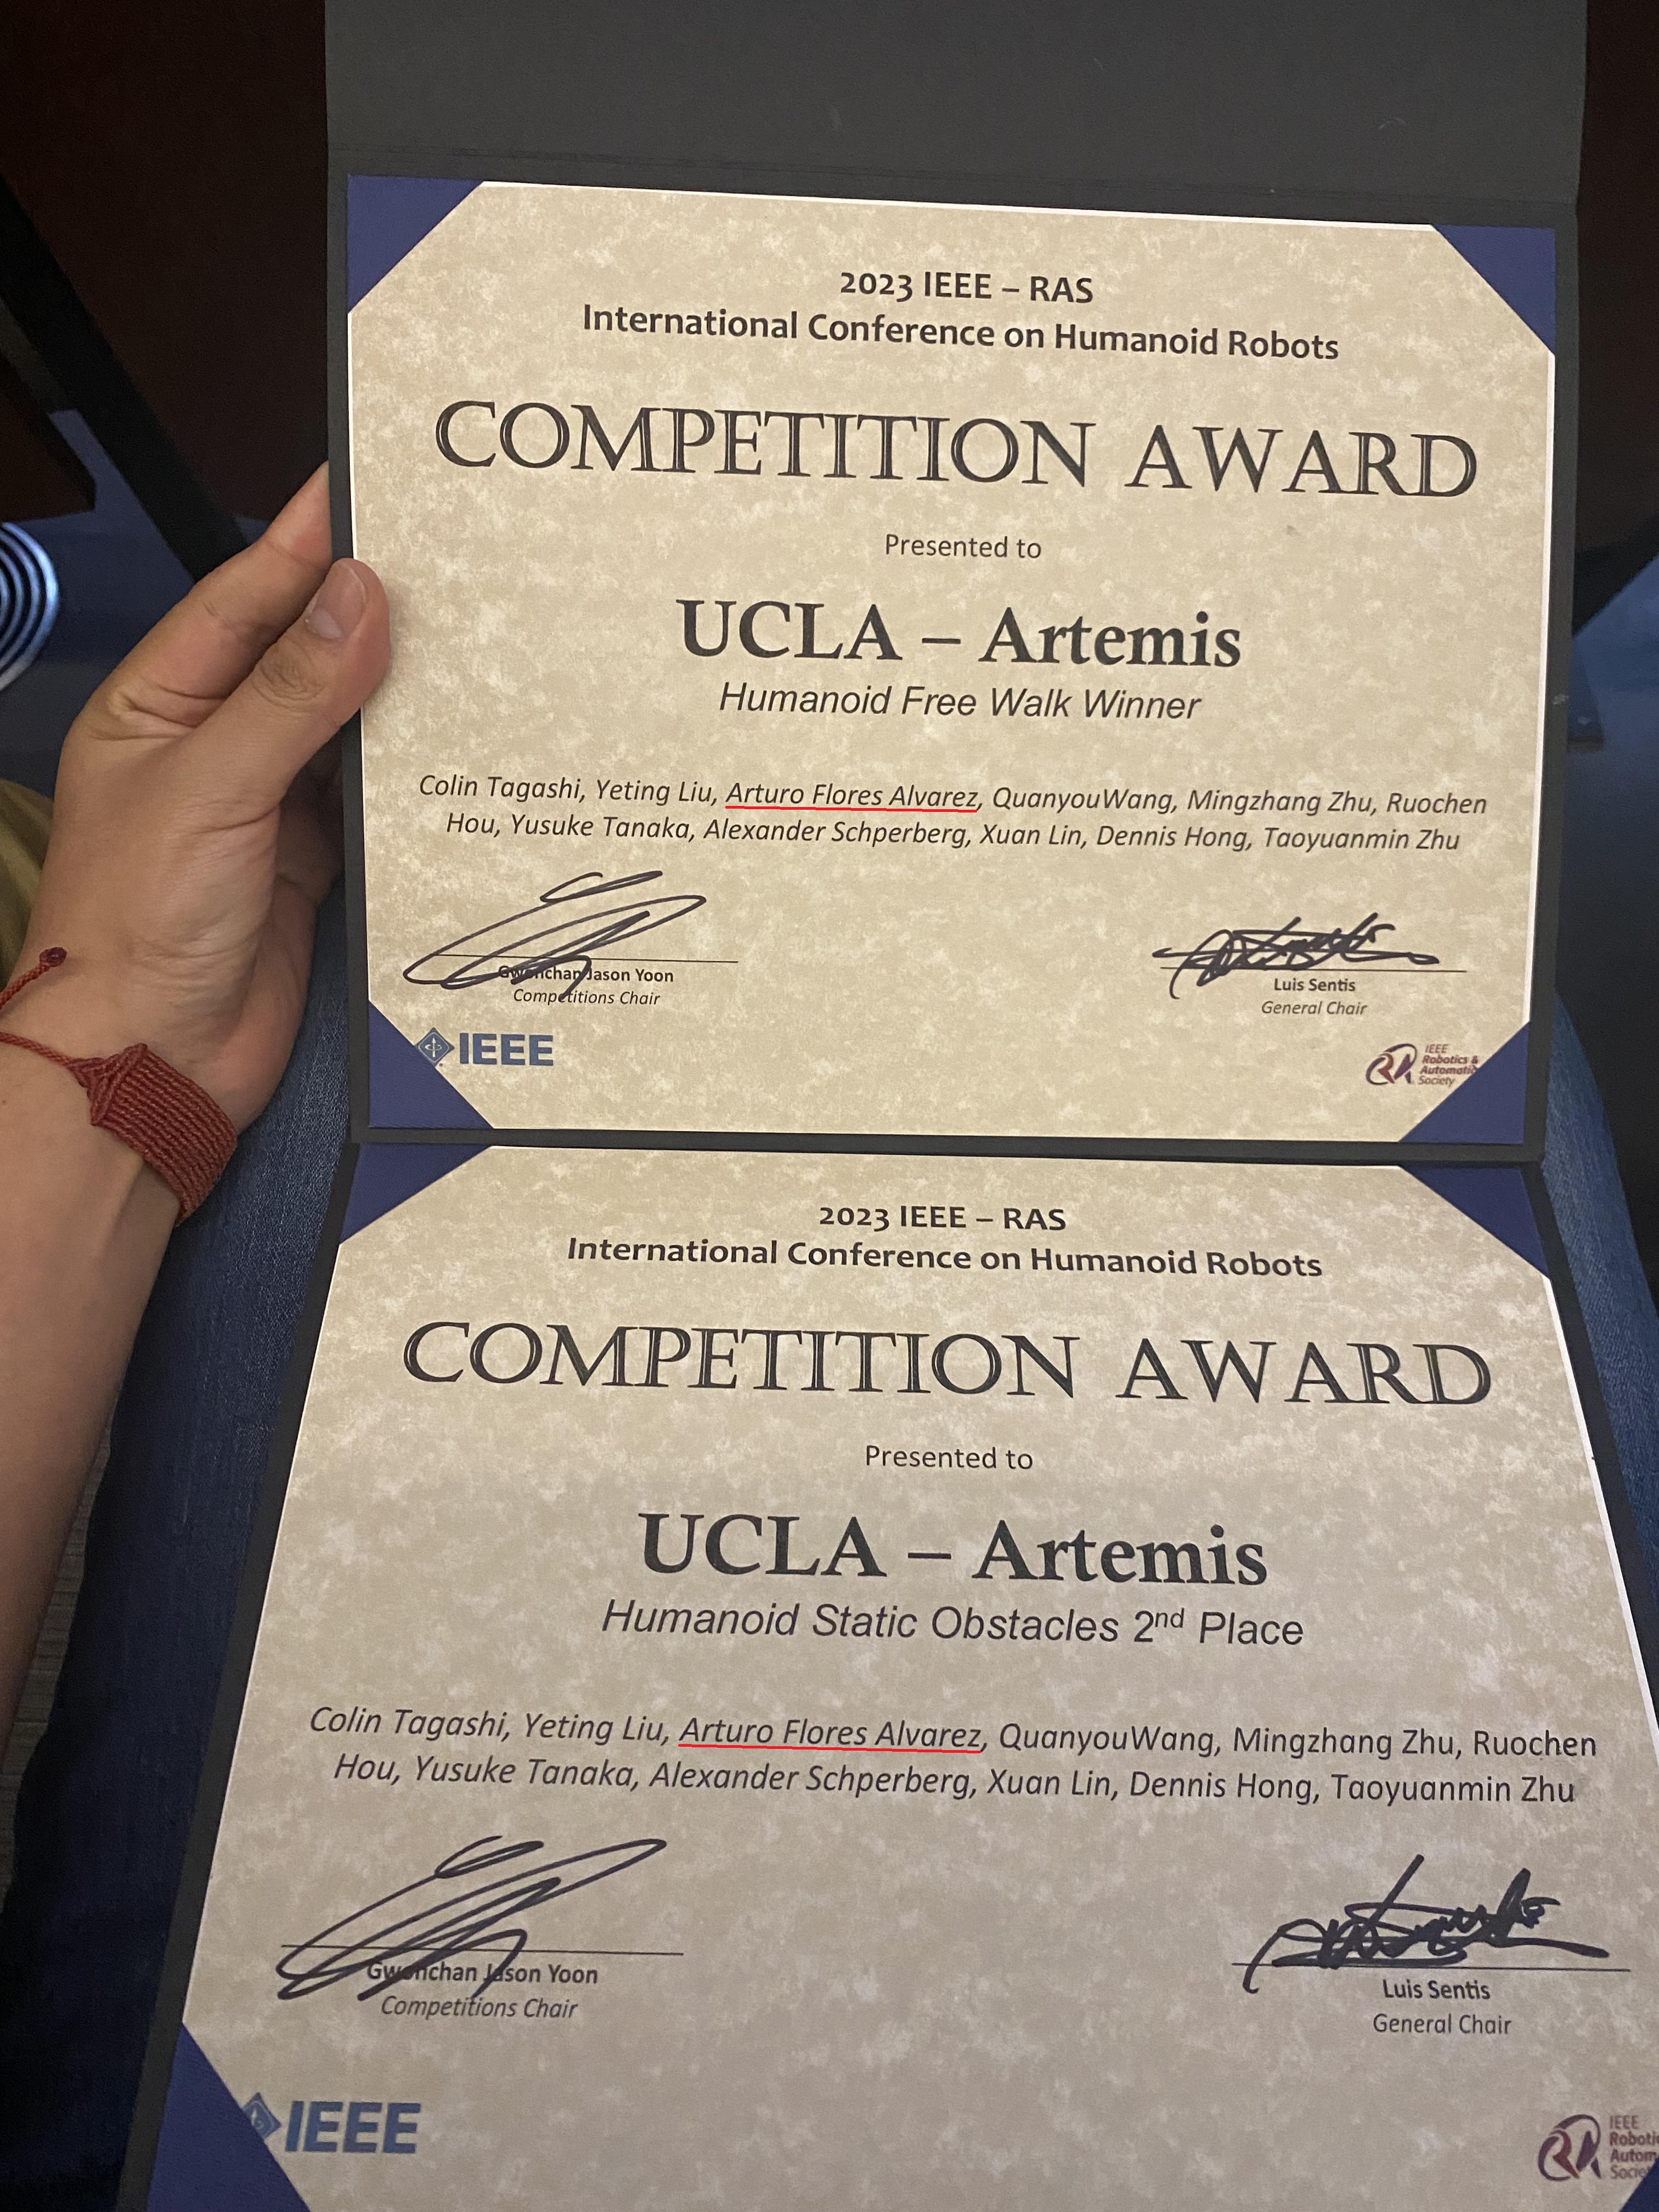 2023 IEEE – RAS
International Conference on Humanoid Robots
COMPETITION AWARD
Presented to
UCLA – Artemis
Humanoid Free Walk Winner
Colin Tagashi, Yeting Liu, Arturo Flores Alvarez, QuanyouWang, Mingzhang Zhu, Ruochen
Hou, Yusuke Tanaka, Alexander Schperberg, Xuan Lin, Dennis Hong, Taoyuanmin Zhu
Gwonchan Jason Yoon
Competitions Chair
Luis Sentis
General Chair
IEEE
IEEE
Robotics &
Automatio
Society
2023 IEEE – RAS
International Conference on Humanoid Robots
COMPETITION AWARD
Presented to
UCLA – Artemis
Humanoid Static Obstacles 2nd Place
Colin Tagashi, Yeting Liu, Arturo Flores Alvarez, QuanyouWang, Mingzhang Zhu, Ruochen
Hou, Yusuke Tanaka, Alexander Schperberg, Xuan Lin, Dennis Hong, Taoyuanmin Zhu
Gwonchan Jason Yoon
Competitions Chair
Luis Sentis
General Chair
IEEE
IEEE
Roboti
Autom
Socie